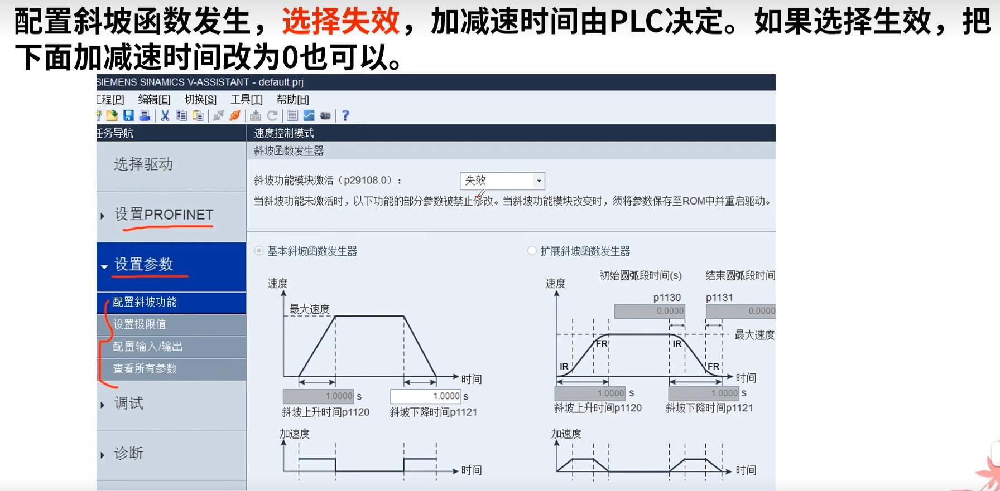 配置斜坡函数发生，选择失效，加减速时间由PLC决定。如果选择生效，把
下面加减速时间改为0也可以。
SIEMENS SINAMICS V-ASSISTANT - default.prj
工程[P] 编辑[E] 切换[S] 工具[T] 帮助[H]
任务导航
速度控制模式
斜坡函数发生器
选择驱动
斜坡功能模块激活（p29108.0）：
失效
当斜坡功能未激活时，以下功能的部分参数被禁止修改。当斜坡功能模块改变时，须将参数保存至ROM中并重启驱动。
设置PROFINET
设置参数
配置斜坡功能
设置极限值
配置输入/输出
查看所有参数
调试
诊断
基本斜坡函数发生器
速度
最大速度
时间
1.0000 s
1.0000 s
斜坡上升时间p1120
斜坡下降时间p1121
加速度
时间
扩展斜坡函数发生器
初始圆弧段时间(s)
结束圆弧段时间
速度
p1130
p1131
0.0000
0.0000
最大速度
FR
IR
IR
FR
时间
1.0000 s
1.0000 s
斜坡上升时间p1120
斜坡下降时间p1121
加速度
时间